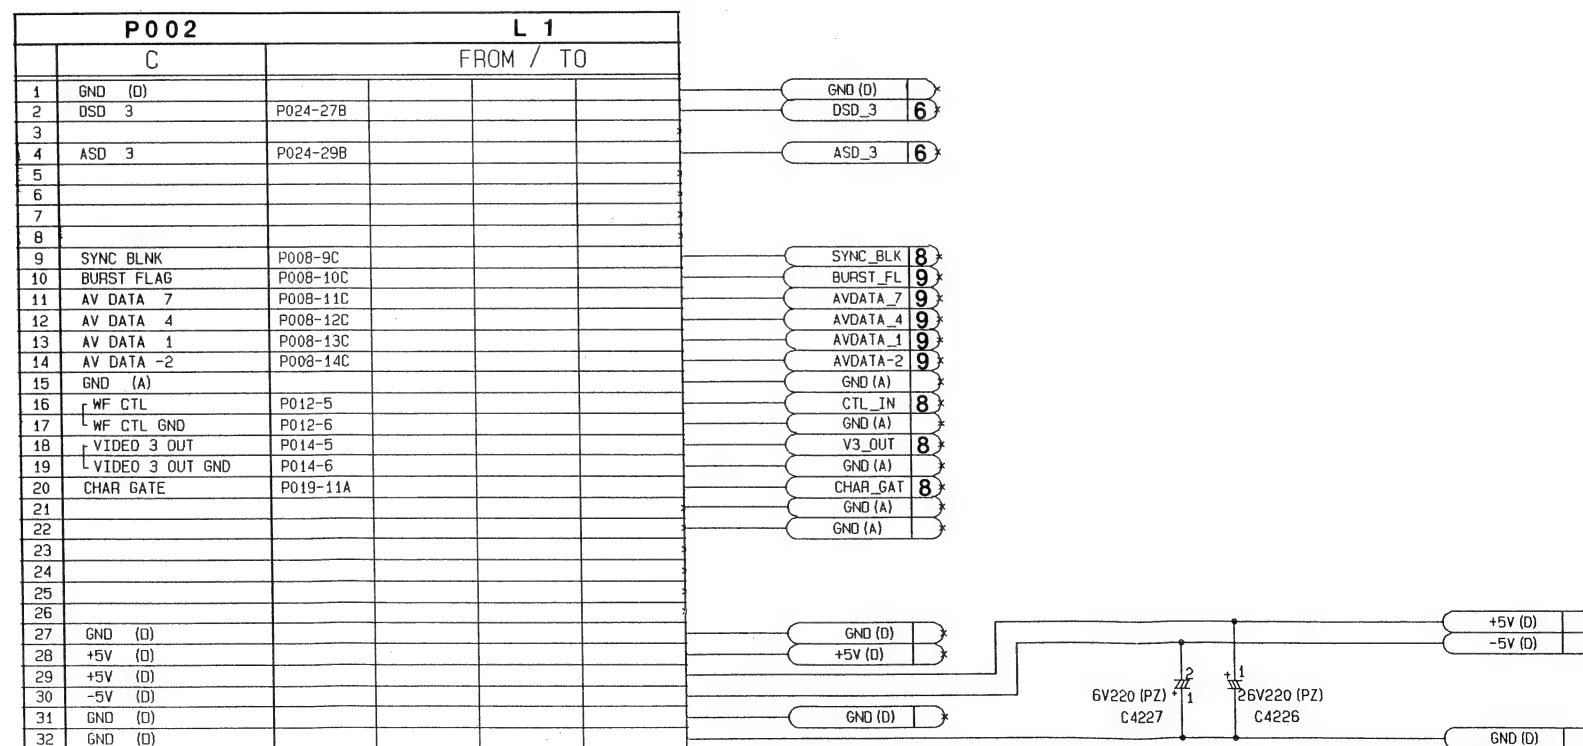 P002 L 1
C FROM / TO
1 GND (D) GND (D)
2 DSD 3 P024-27B DSD_3 6
3
4 ASD 3 P024-29B ASD_3 6
5
6
7
8
9 SYNC BLNK P008-9C SYNC_BLK 8
10 BURST FLAG P008-10C BURST_FL 9
11 AV DATA 7 P008-11C AVDATA_7 9
12 AV DATA 4 P008-12C AVDATA_4 9
13 AV DATA 1 P008-13C AVDATA_1 9
14 AV DATA -2 P008-14C AVDATA-2 9
15 GND (A) GND (A)
16 WF CTL P012-5 CTL_IN 8
17 WF CTL GND P012-6 GND (A)
18 VIDEO 3 OUT P014-5 V3_OUT 8
19 VIDEO 3 OUT GND P014-6 GND (A)
20 CHAR GATE P019-11A CHAR_GAT 8
21 GND (A)
22 GND (A)
23
24
25
26
27 GND (D) GND (D) +5V (D)
28 +5V (D) +5V (D) -5V (D)
29 +5V (D) 2 + 1
30 -5V (D) 6V220 (PZ) + 1 26V220 (PZ)
31 GND (D) GND (D) C4227 C4226
32 GND (D) GND (D)